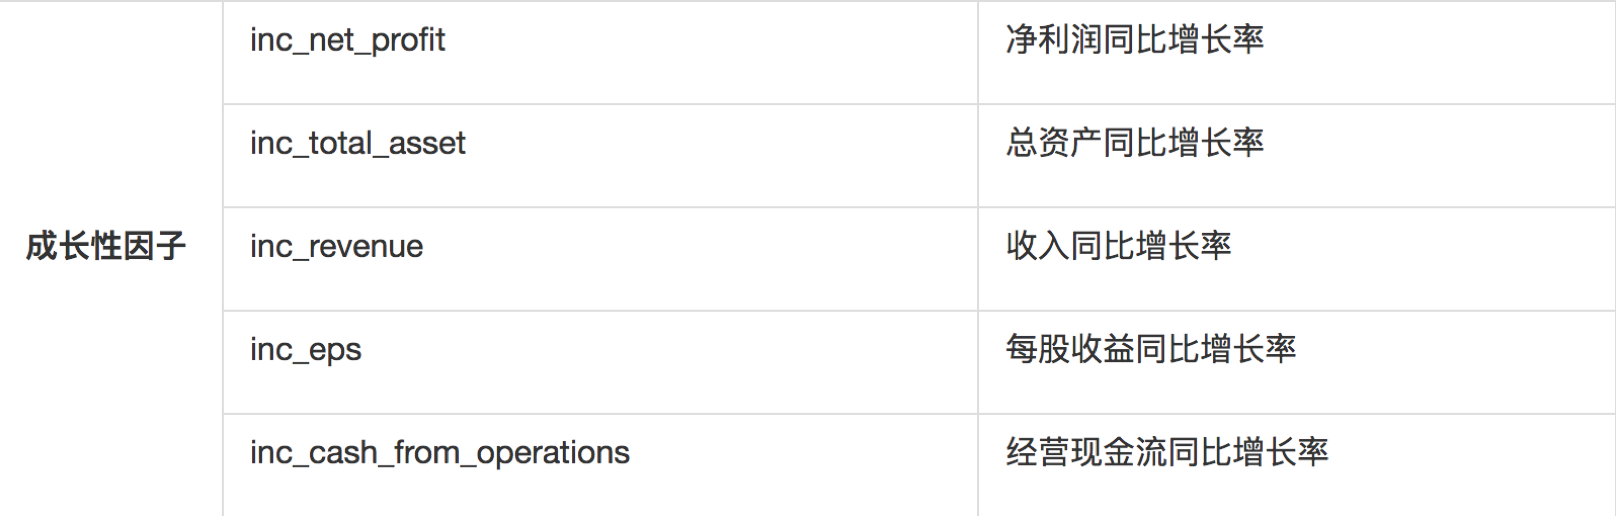 inc_net_profit 净利润同比增长率
inc_total_asset 总资产同比增长率
成长性因子 inc_revenue 收入同比增长率
inc_eps 每股收益同比增长率
inc_cash_from_operations 经营现金流同比增长率